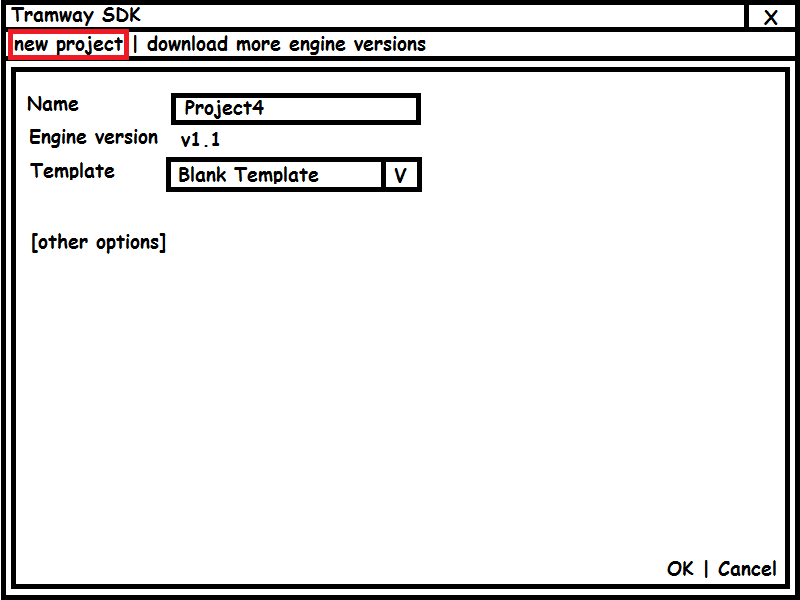 Tramway SDK X
new project | download more engine versions
Name Project4
Engine version v1.1
Template Blank Template V
[other options]
OK | Cancel